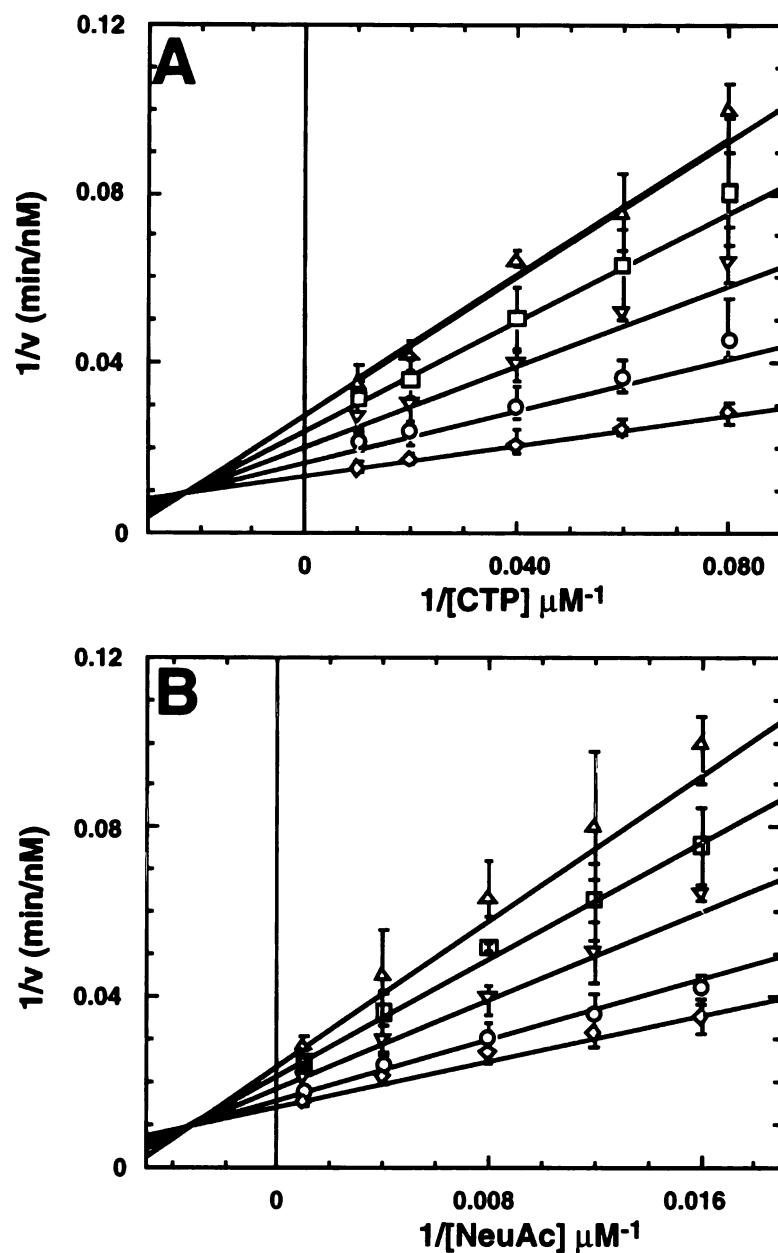 A
0.12
0.08
0.04
0
1/v (min/nM)
0 0.040 0.080
1/[CTP] μM⁻¹
B
0.12
0.08
0.04
0
1/v (min/nM)
0 0.008 0.016
1/[NeuAc] μM⁻¹